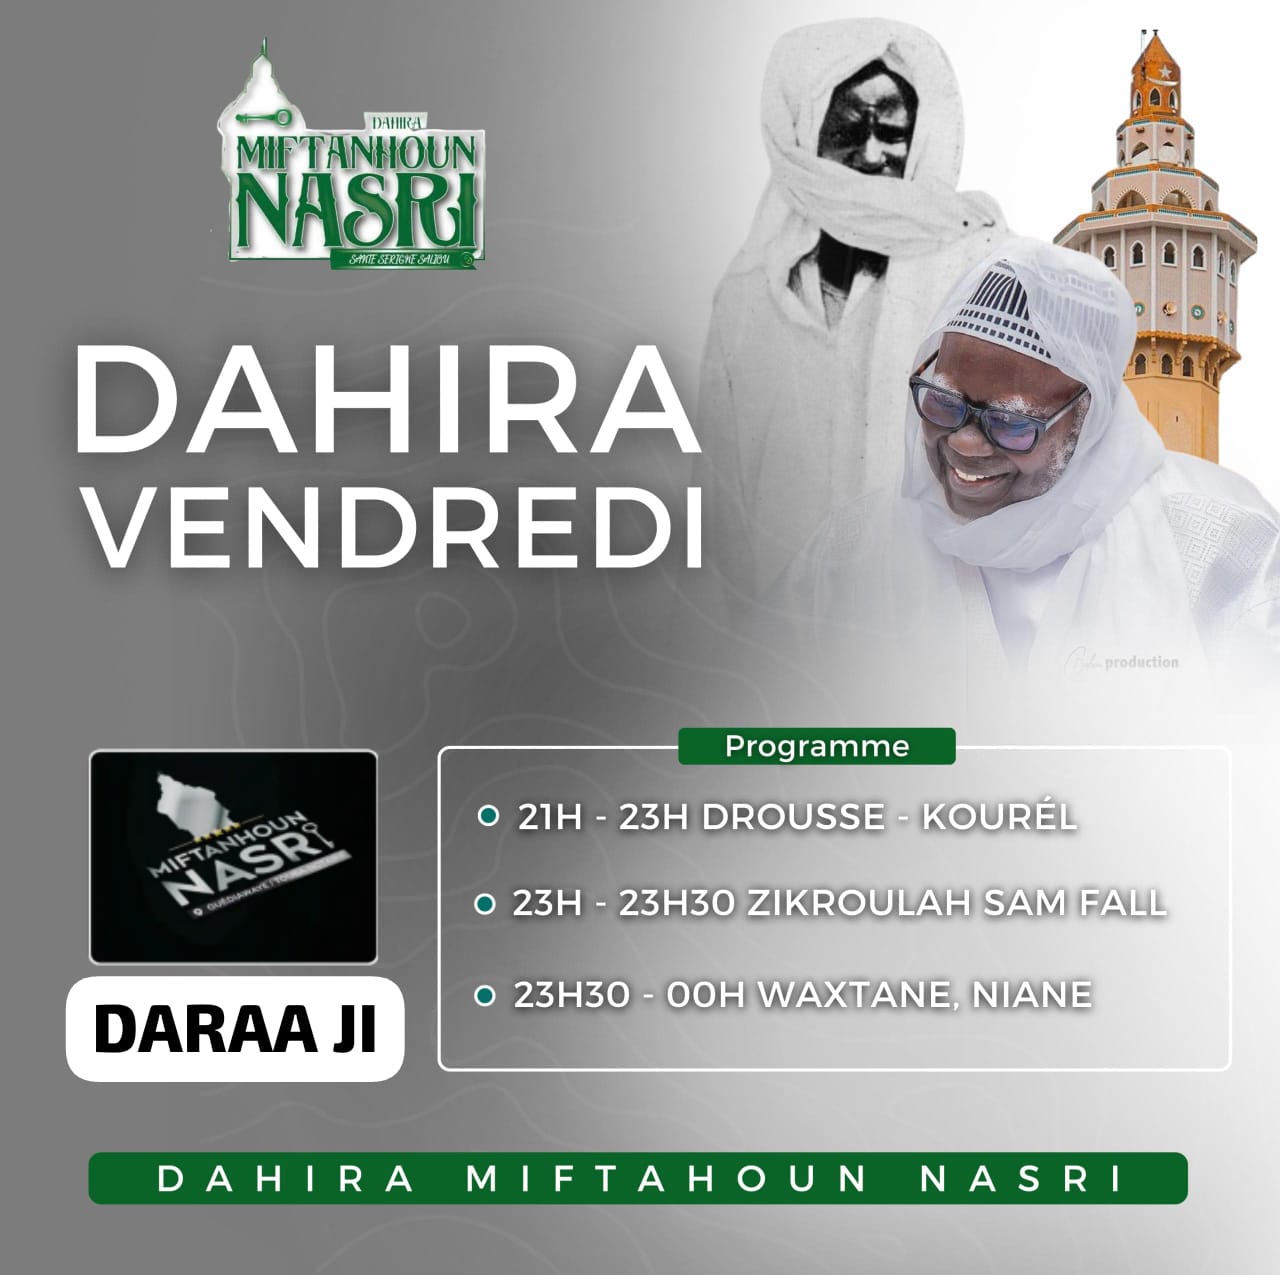 DAHIRA
MIFTANHOUN
NASRI
SANTE SERIGNE SALIOU
DAHIRA
VENDREDI
production
Programme
21H - 23H DROUSSE - KOURÉL
23H - 23H30 ZIKROULAH SAM FALL
23H30 - 00H WAXTANE, NIANE
MIFTANHOUN
NASRI
GUÉDIAWAYE
DARAA JI
DAHIRA MIFTAHOUN NASRI